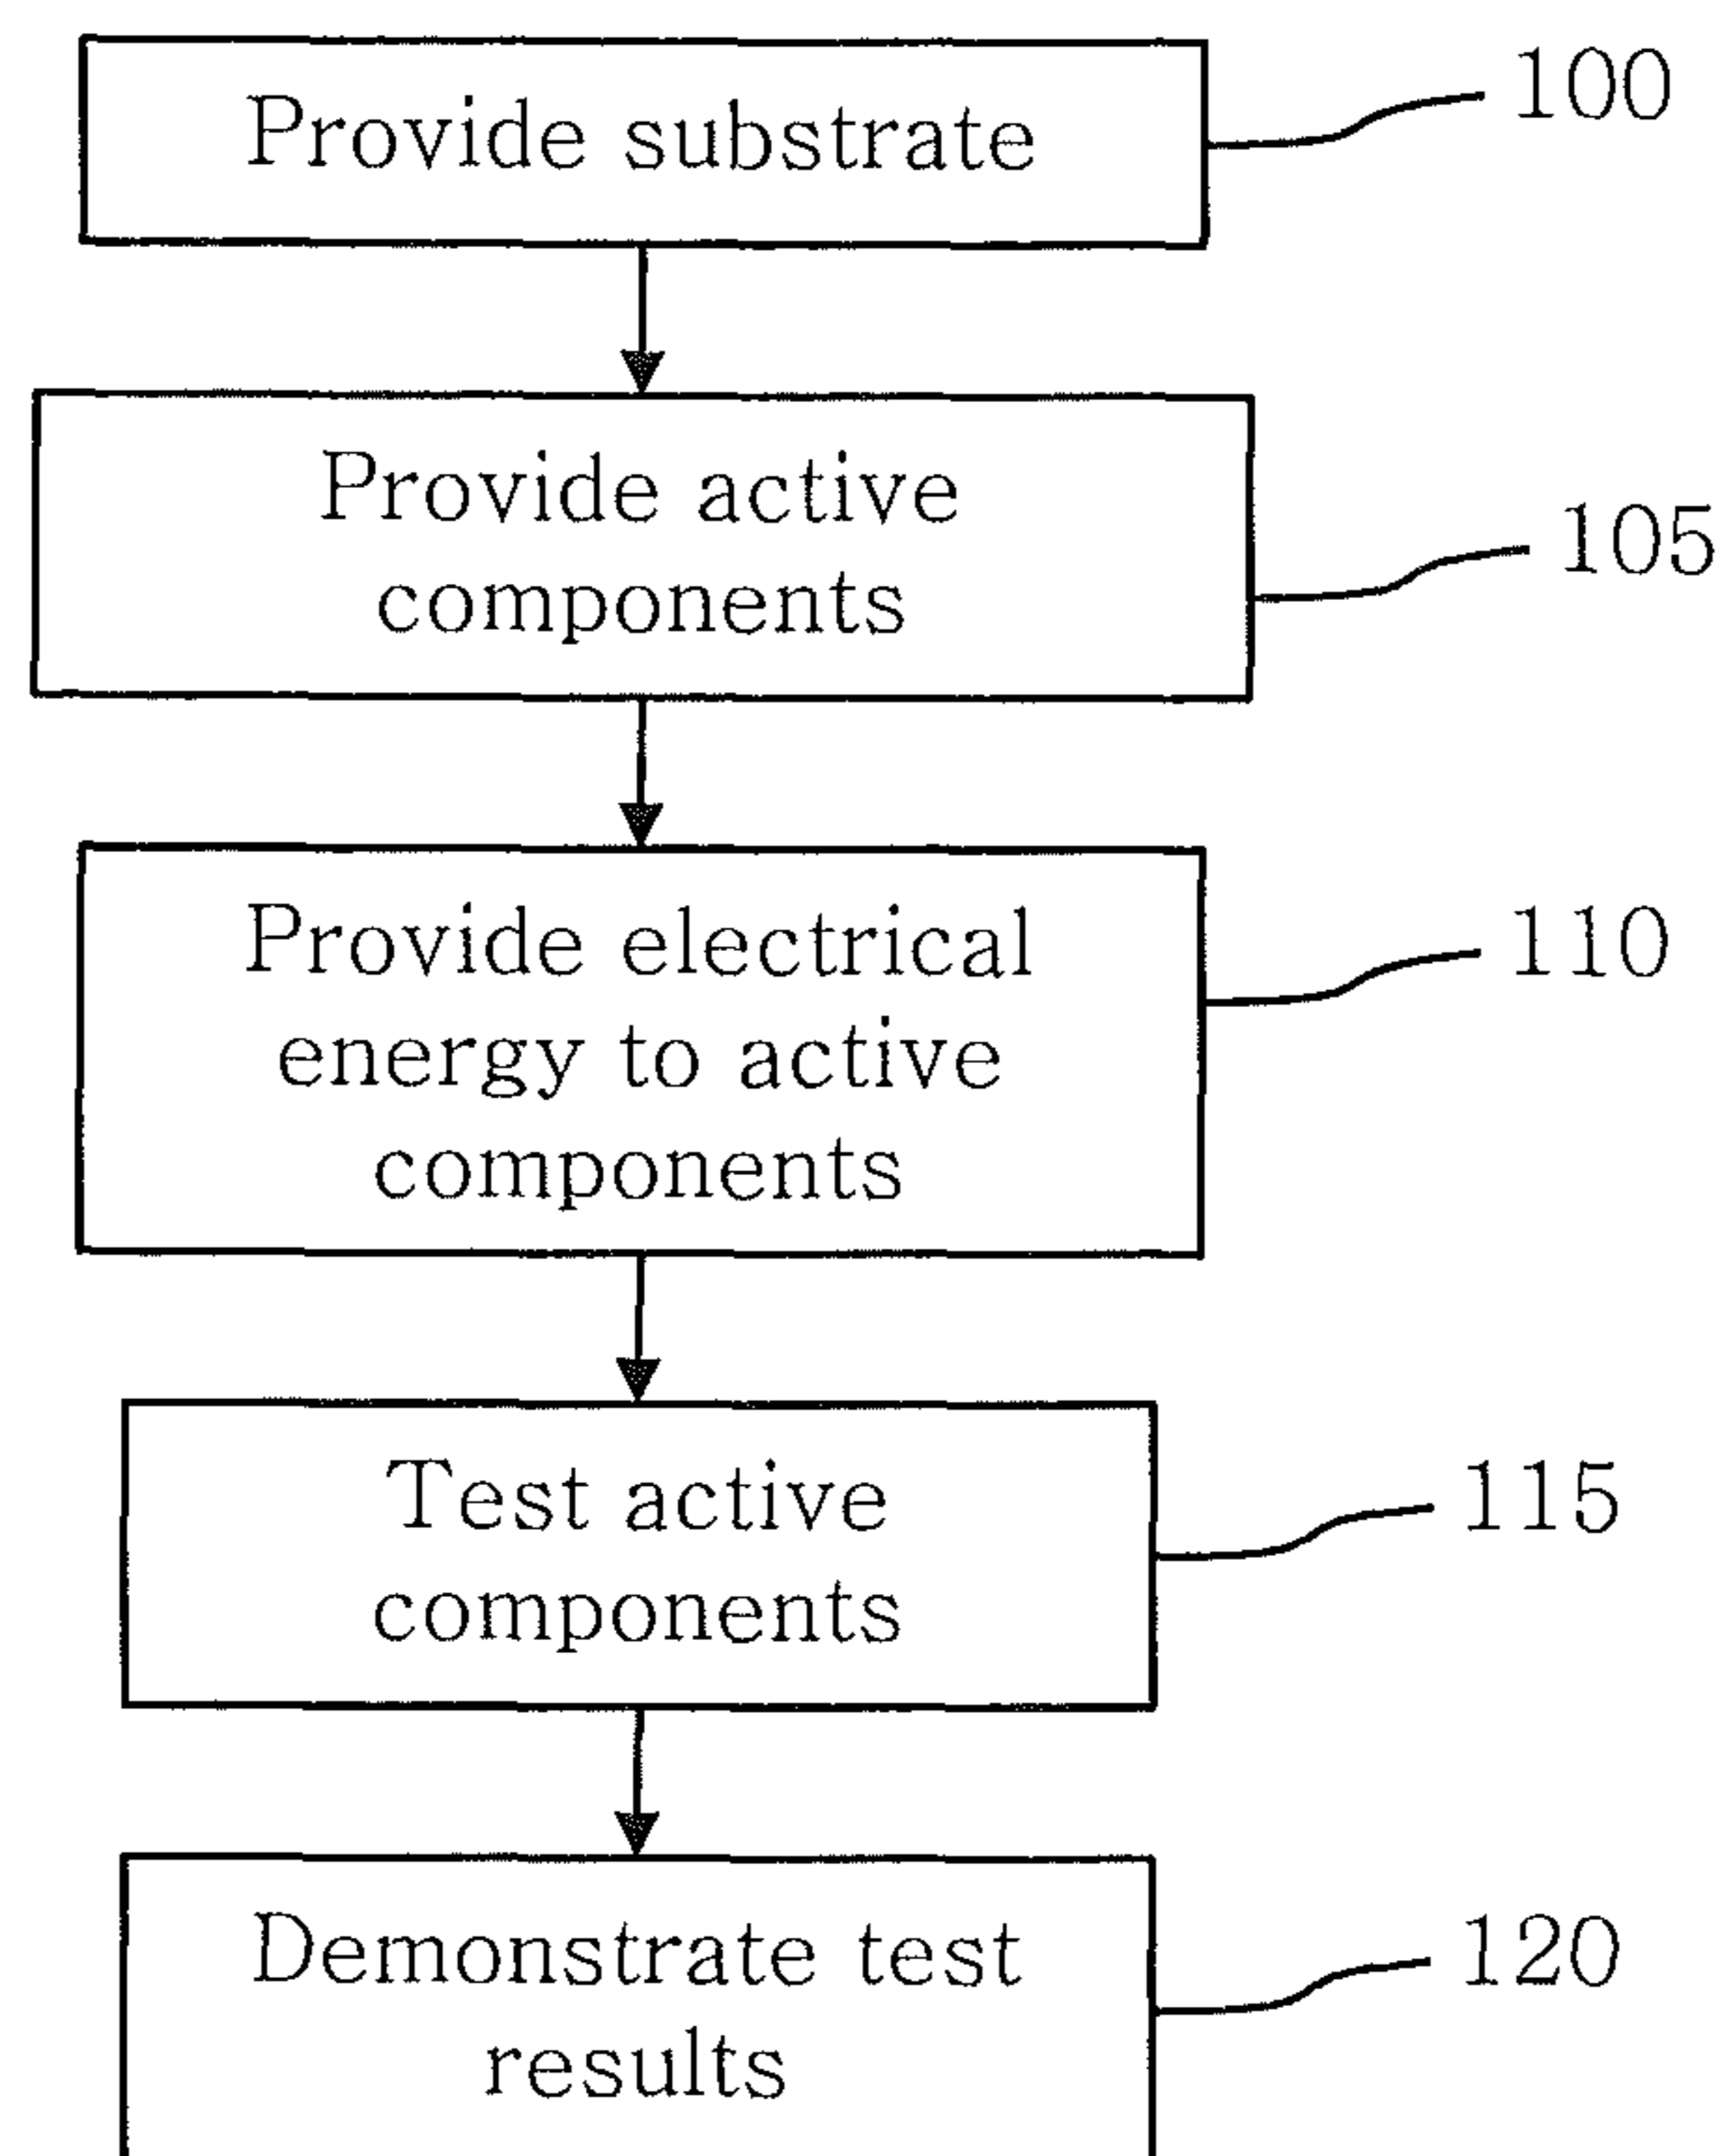 Provide substrate
100
Provide active
components
105
Provide electrical
energy to active
components
110
Test active
components
115
Demonstrate test
results
120